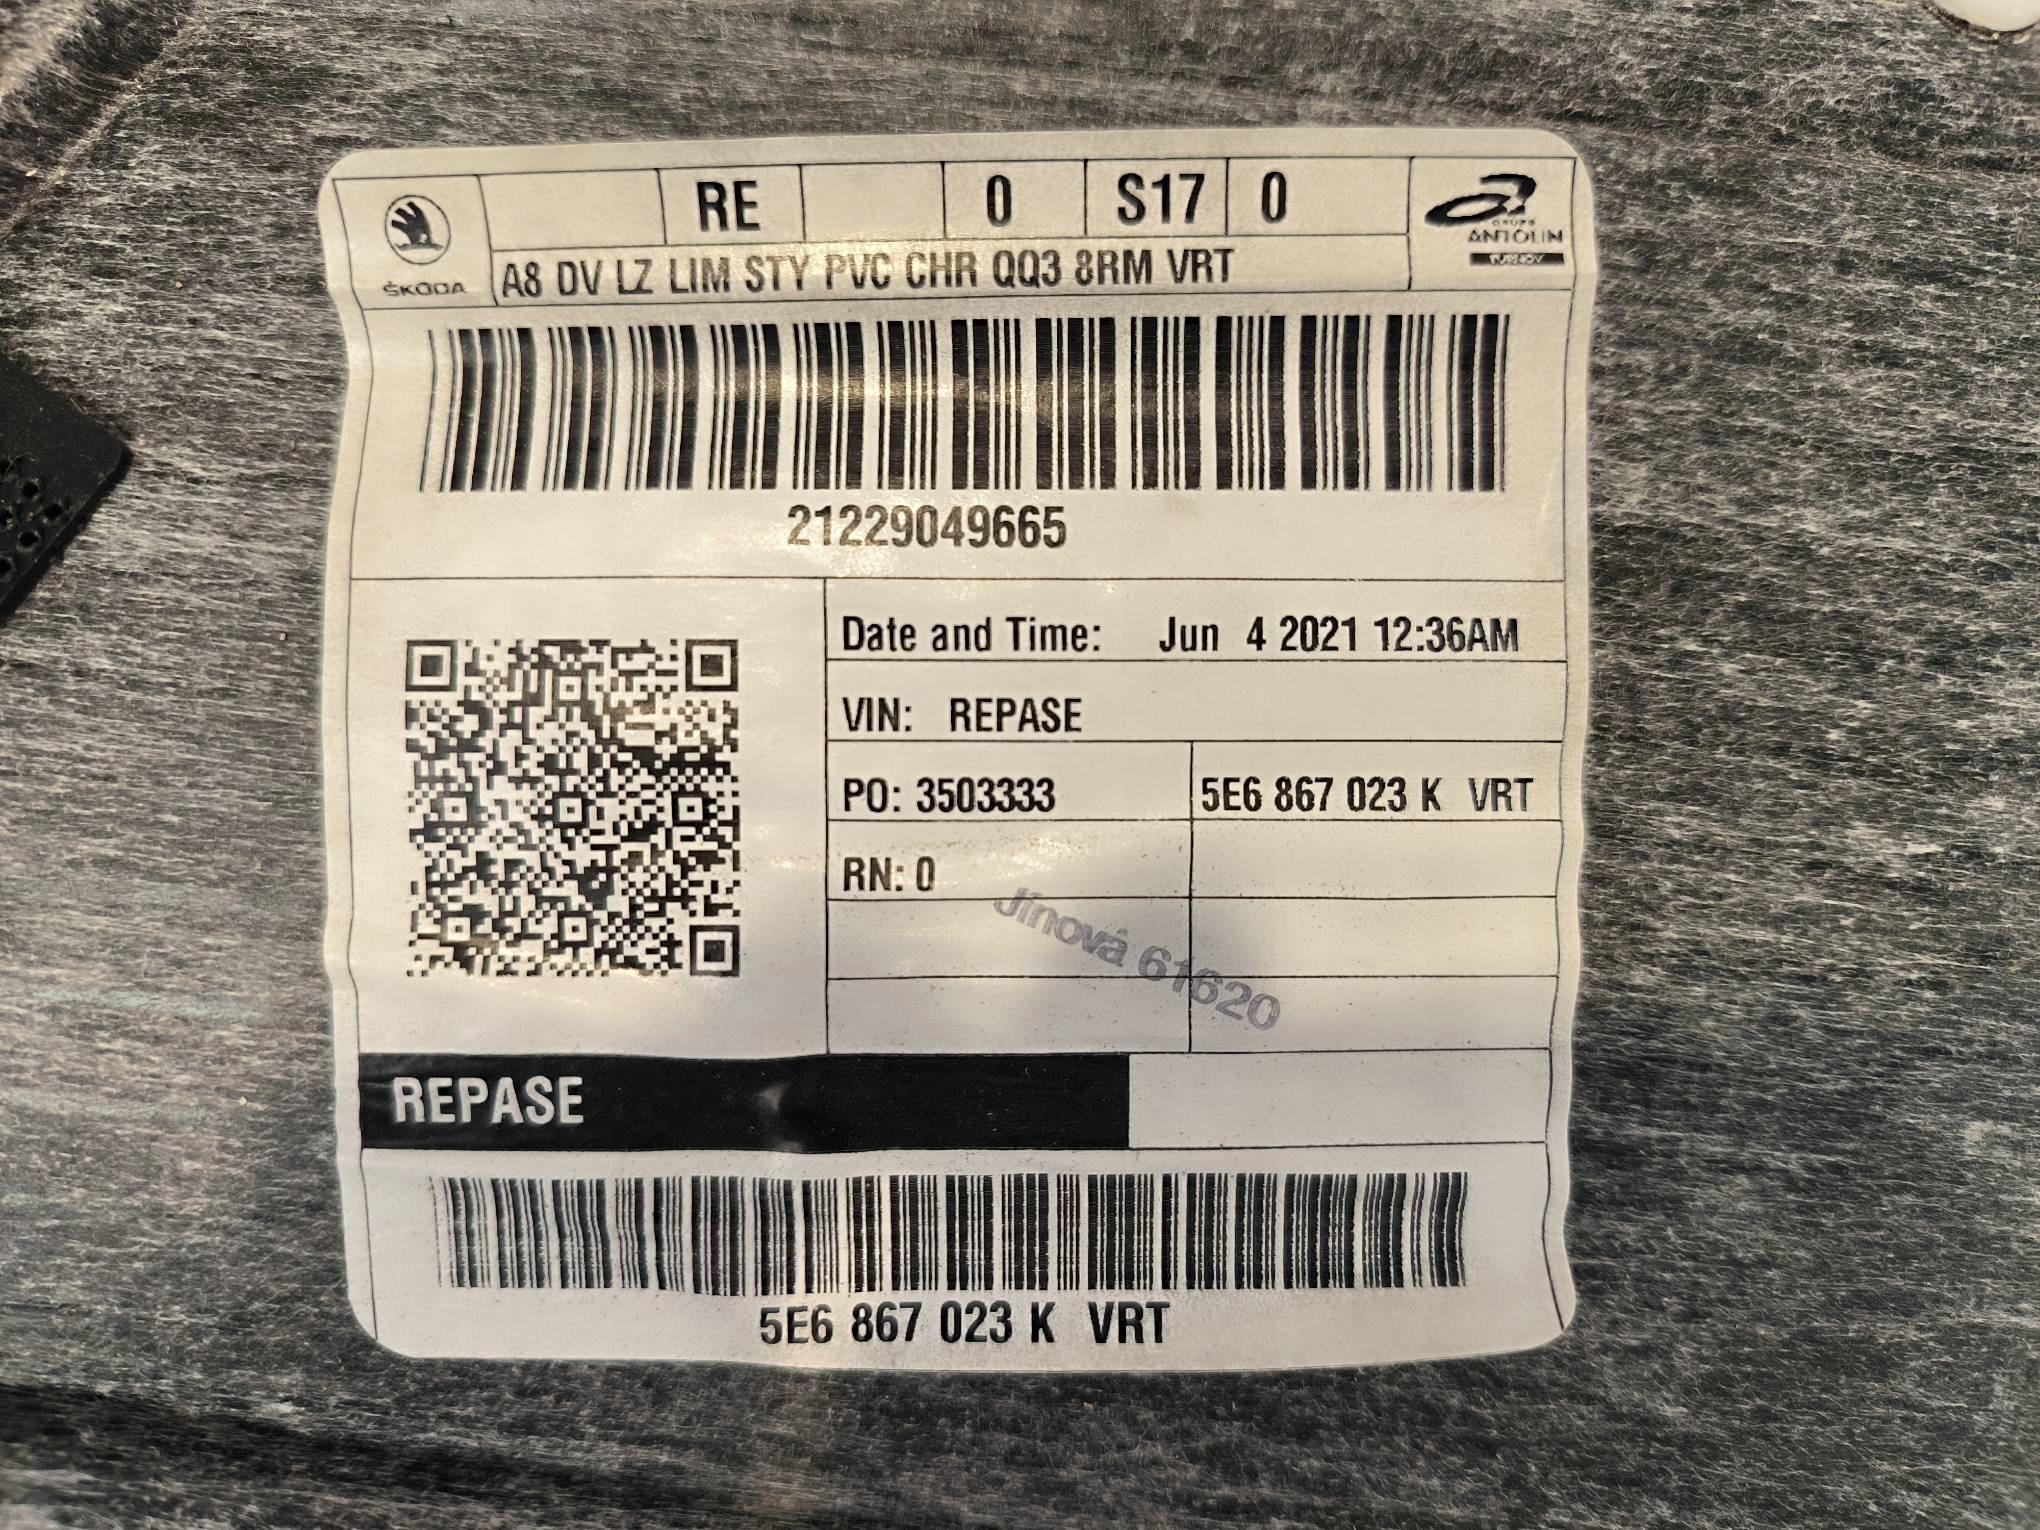 RE 0 S17 0
ŠKODA
GRUPO
ANTOLIN
TURNOV
A8 DV LZ LIM STY PVC CHR QQ3 8RM VRT
21229049665
Date and Time: Jun 4 2021 12:36AM
VIN: REPASE
PO: 3503333 5E6 867 023 K VRT
RN: 0
Jínová 61620
REPASE
5E6 867 023 K VRT